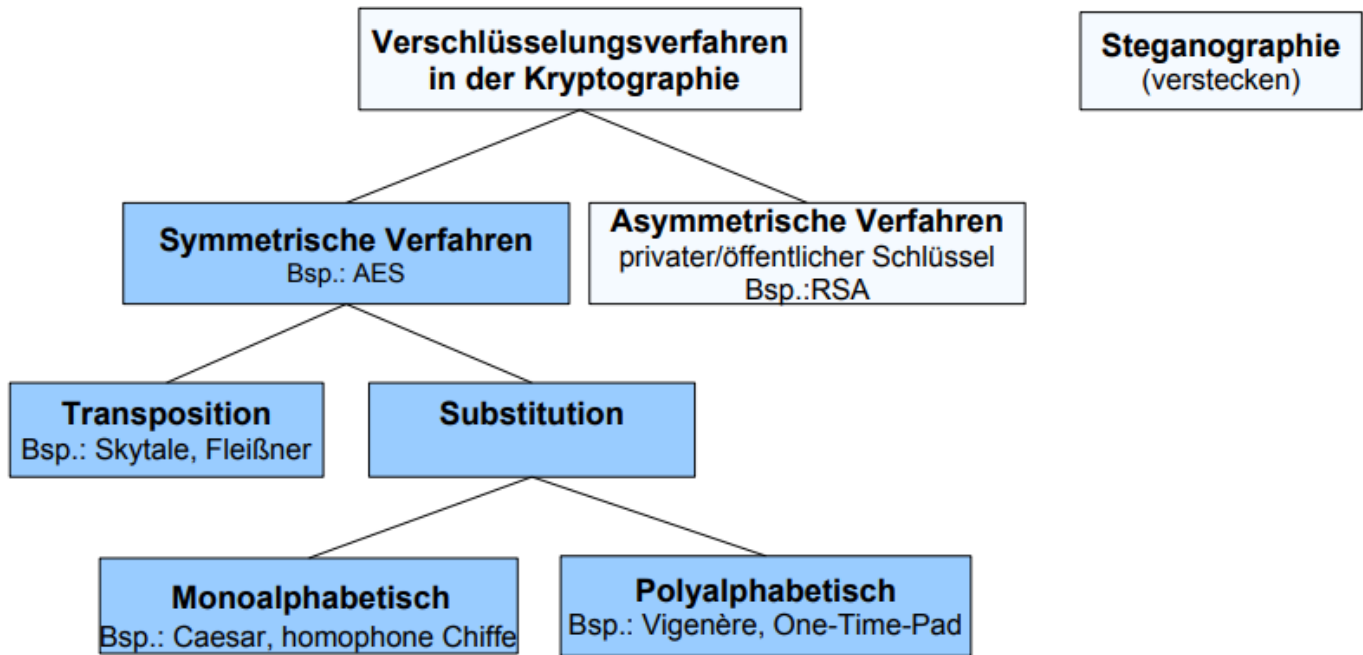 Verschlüsselungsverfahren
in der Kryptographie
Steganographie
(verstecken)
Symmetrische Verfahren
Bsp.: AES
Asymmetrische Verfahren
privater/öffentlicher Schlüssel
Bsp.:RSA
Transposition
Bsp.: Skytale, Fleißner
Substitution
Monoalphabetisch
Bsp.: Caesar, homophone Chiffe
Polyalphabetisch
Bsp.: Vigenère, One-Time-Pad